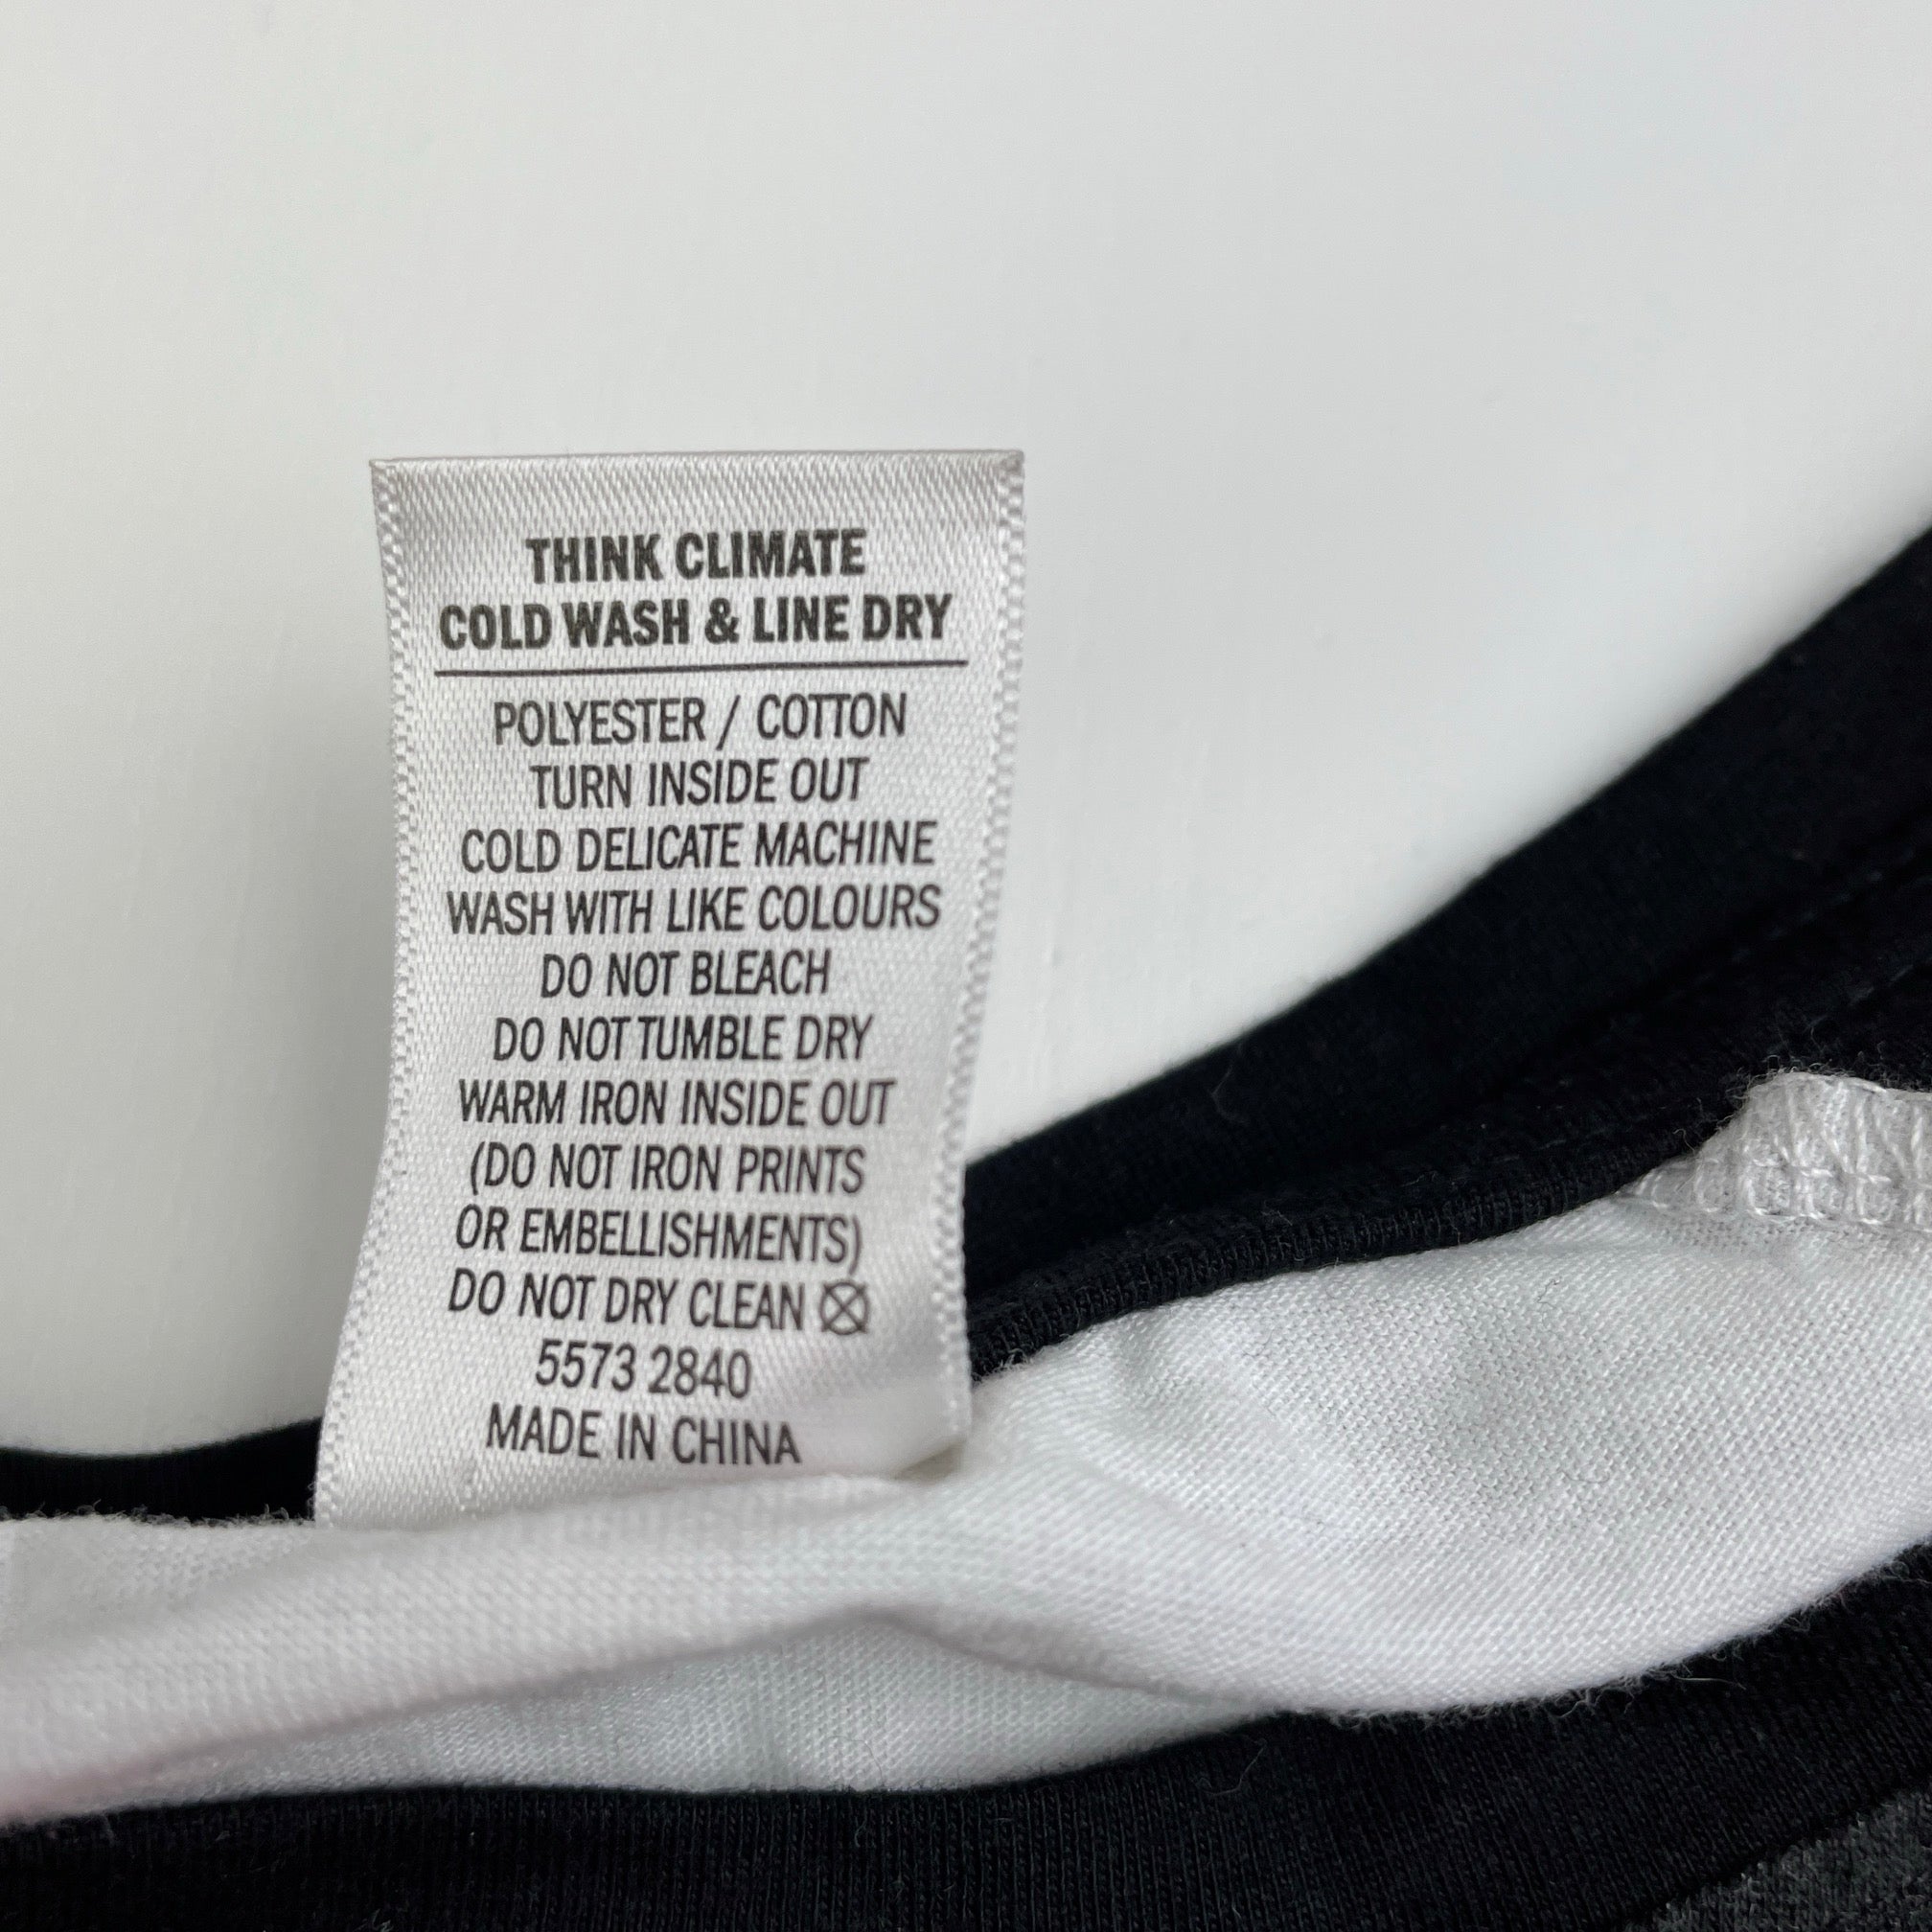 THINK CLIMATE
COLD WASH & LINE DRY
POLYESTER / COTTON
TURN INSIDE OUT
COLD DELICATE MACHINE
WASH WITH LIKE COLOURS
DO NOT BLEACH
DO NOT TUMBLE DRY
WARM IRON INSIDE OUT
(DO NOT IRON PRINTS
OR EMBELLISHMENTS)
DO NOT DRY CLEAN
5573 2840
MADE IN CHINA